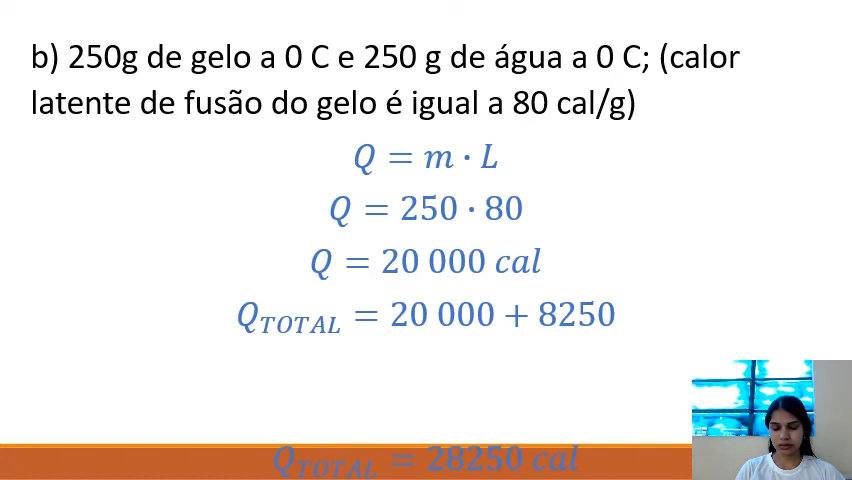 b) 250g de gelo a 0 C e 250 g de água a 0 C; (calor
latente de fusão do gelo é igual a 80 cal/g)
Q = m · L
Q = 250 · 80
Q = 20 000 cal
Q_TOTAL = 20 000 + 8250
Q_TOTAL = 28250 cal